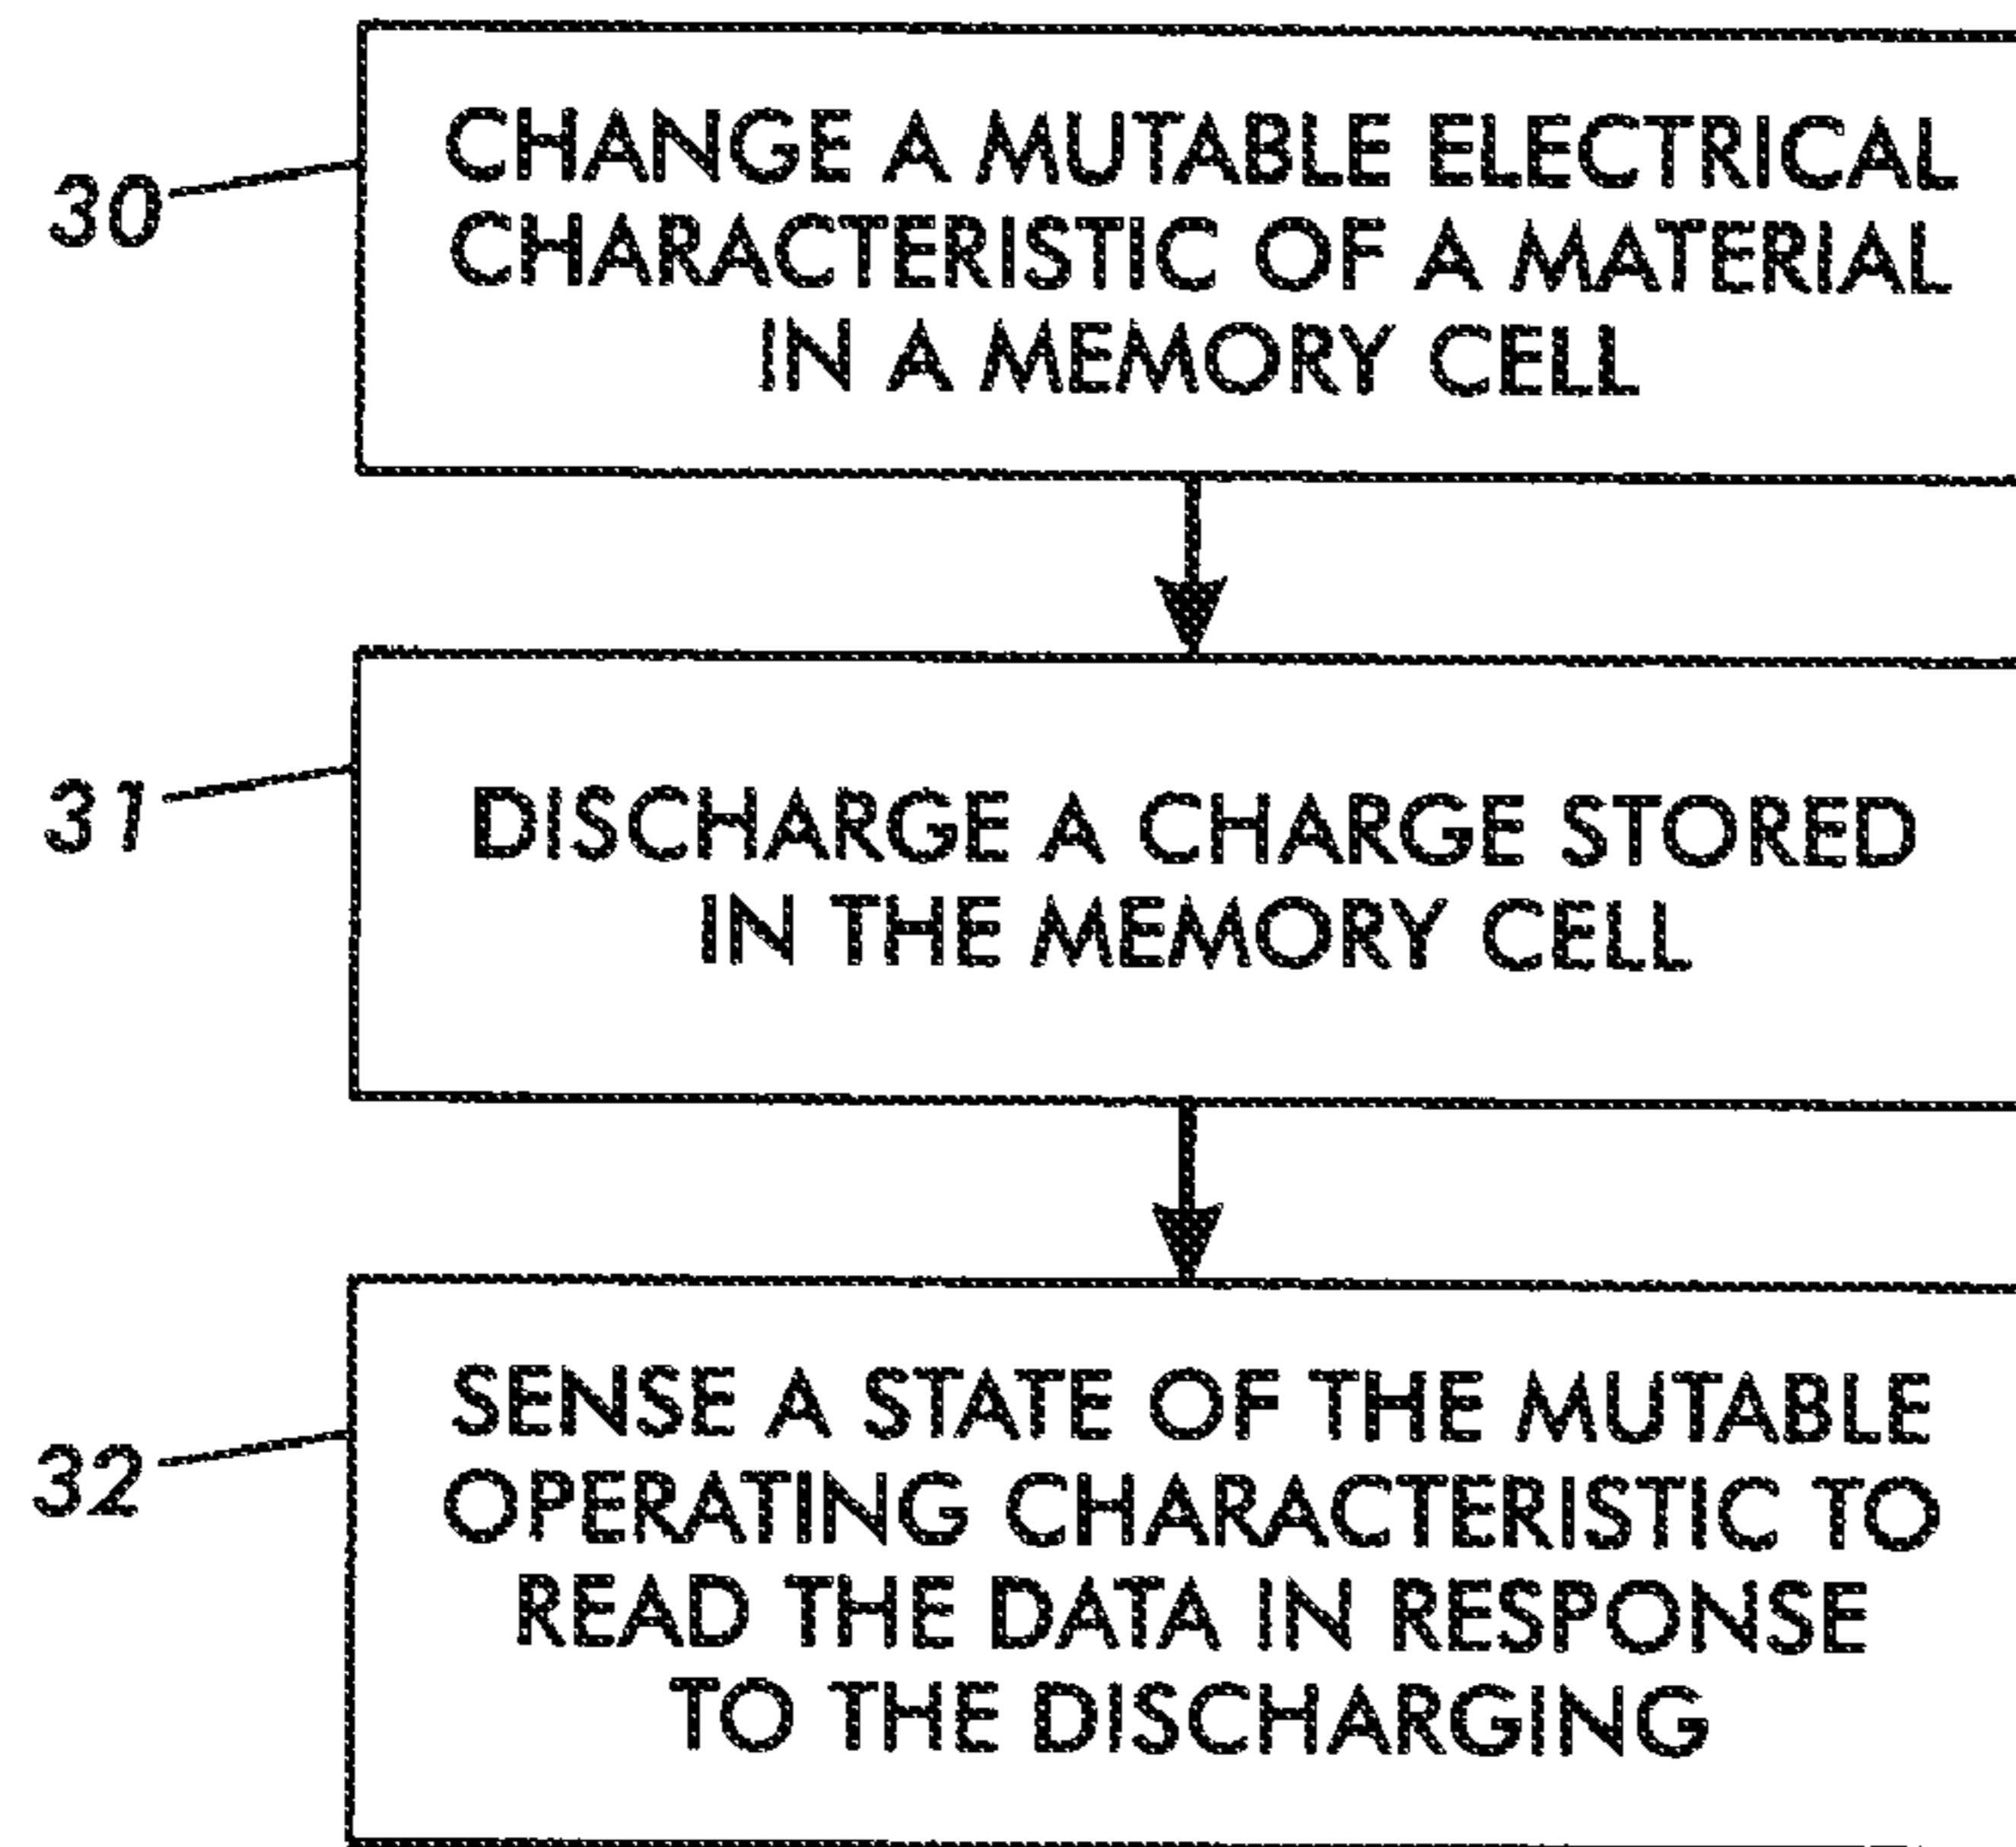 30
CHANGE A MUTABLE ELECTRICAL
CHARACTERISTIC OF A MATERIAL
IN A MEMORY CELL
31
DISCHARGE A CHARGE STORED
IN THE MEMORY CELL
32
SENSE A STATE OF THE MUTABLE
OPERATING CHARACTERISTIC TO
READ THE DATA IN RESPONSE
TO THE DISCHARGING